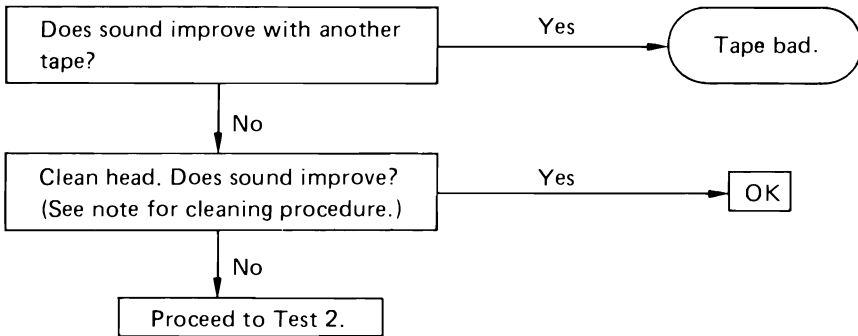 Does sound improve with another
tape?
Yes
Tape bad.
No
Clean head. Does sound improve?
(See note for cleaning procedure.)
Yes
OK
No
Proceed to Test 2.